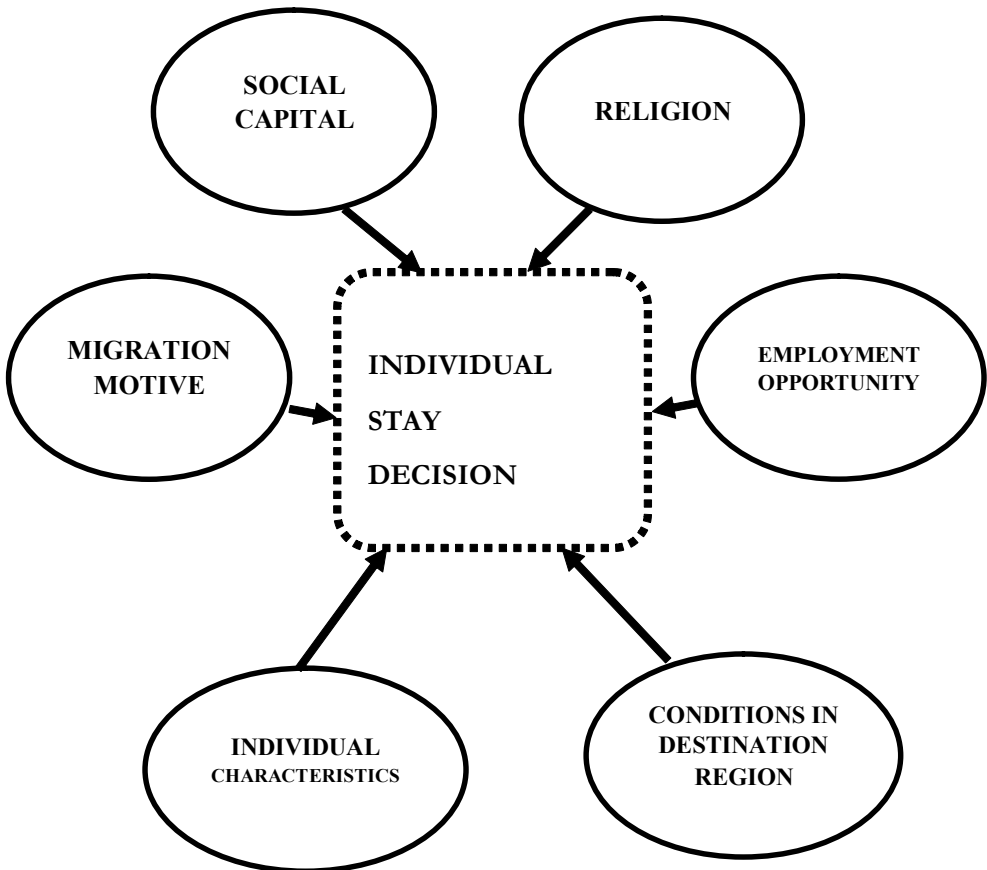 SOCIAL
CAPITAL
RELIGION
MIGRATION
MOTIVE
EMPLOYMENT
OPPORTUNITY
INDIVIDUAL
STAY
DECISION
INDIVIDUAL
CHARACTERISTICS
CONDITIONS IN
DESTINATION
REGION